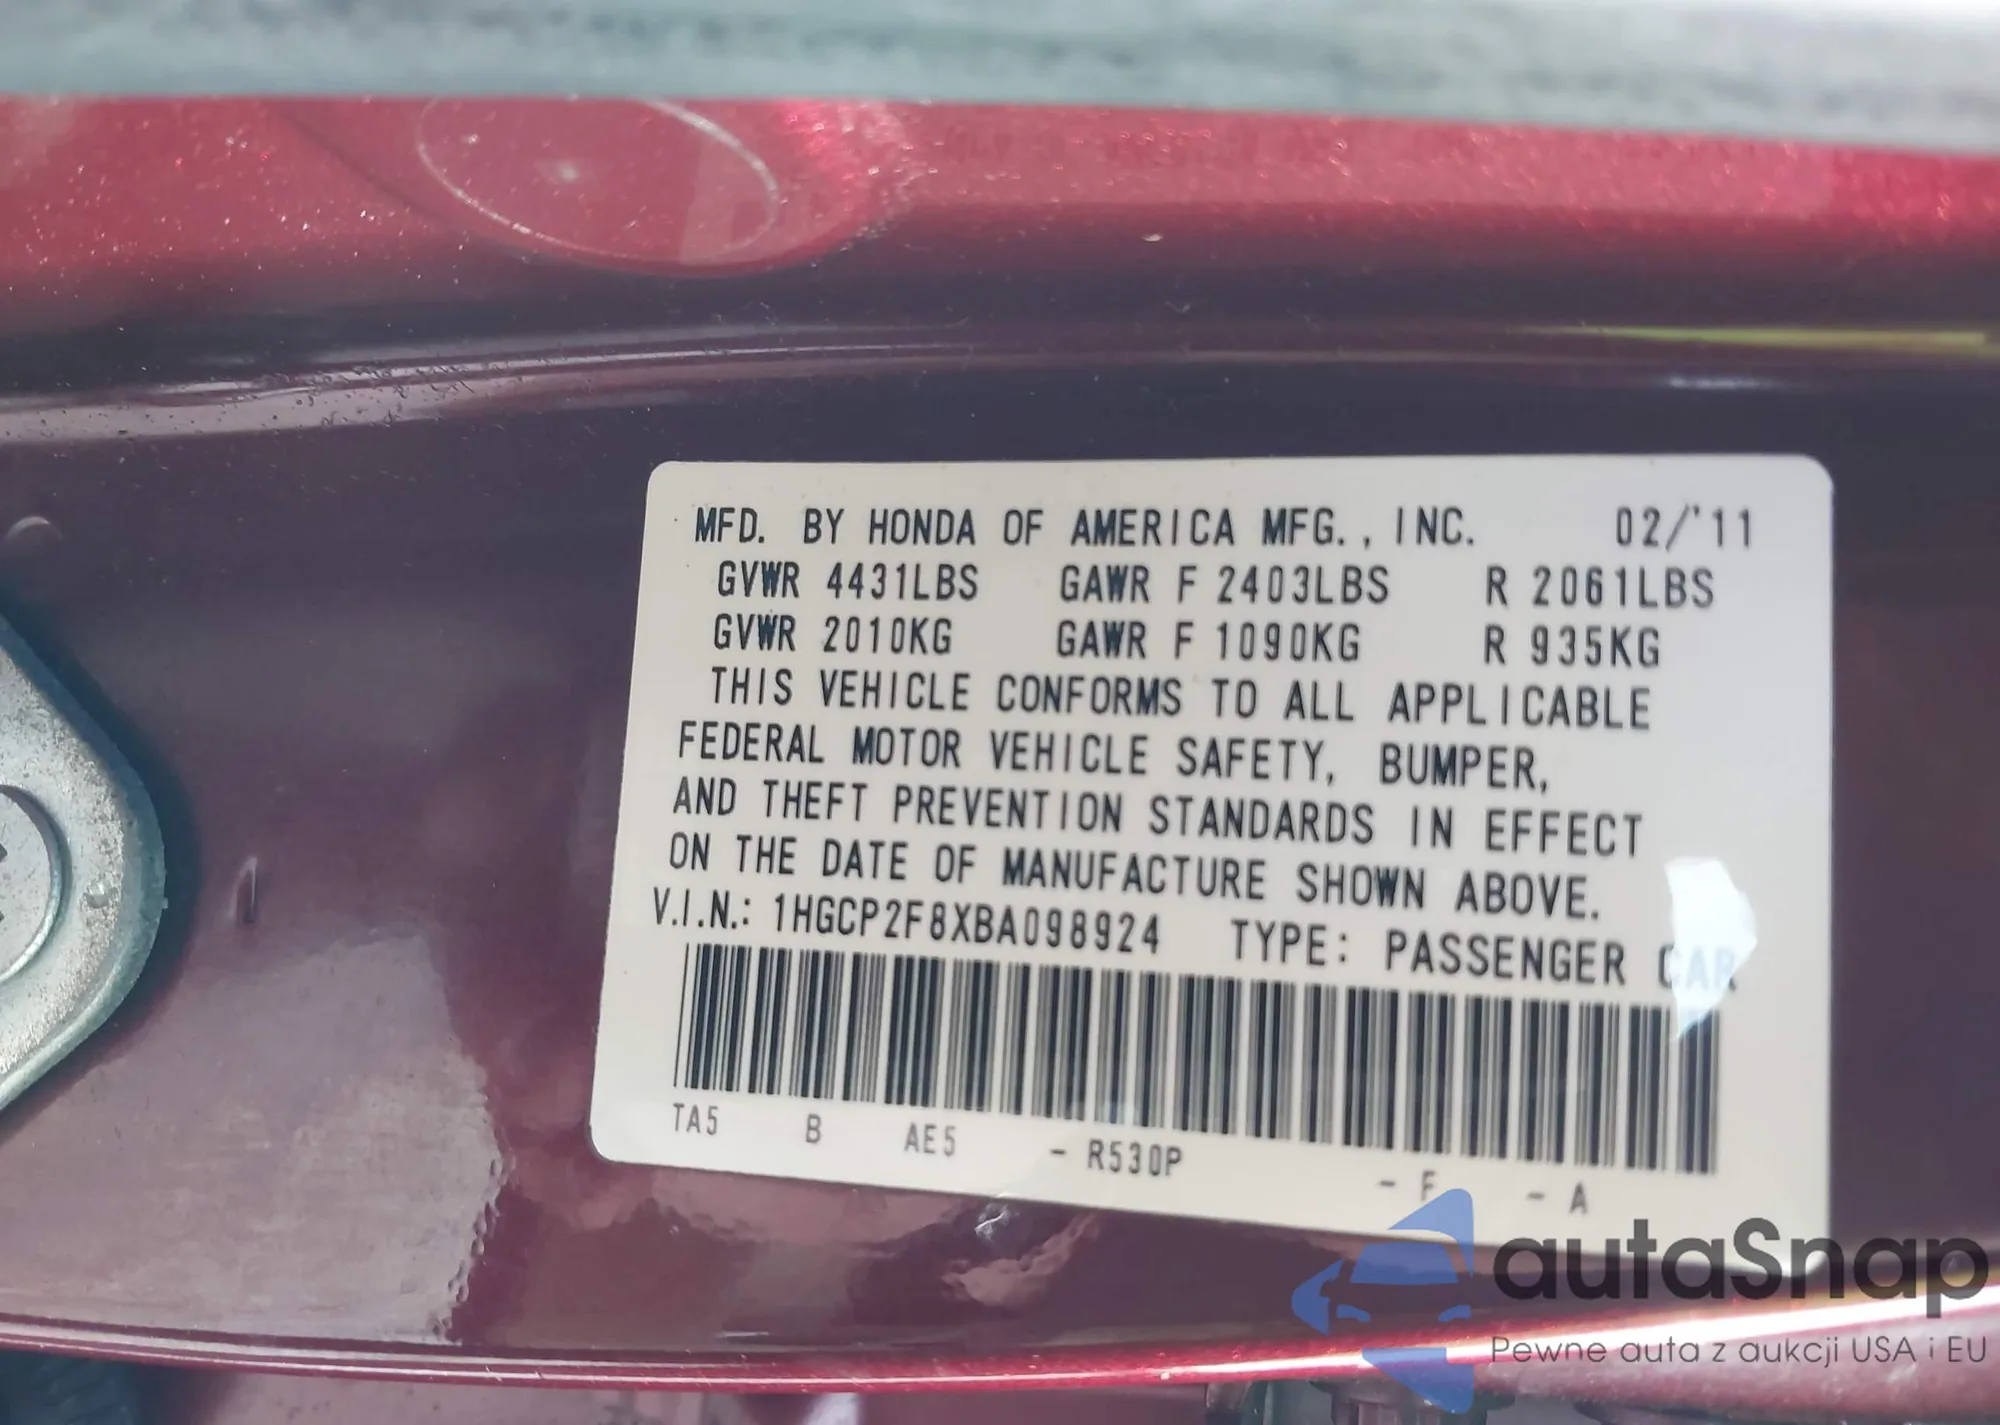 MFD. BY HONDA OF AMERICA MFG., INC. 02/'11
GVWR 4431LBS GAWR F 2403LBS R 2061LBS
GVWR 2010KG GAWR F 1090KG R 935KG
THIS VEHICLE CONFORMS TO ALL APPLICABLE
FEDERAL MOTOR VEHICLE SAFETY, BUMPER,
AND THEFT PREVENTION STANDARDS IN EFFECT
ON THE DATE OF MANUFACTURE SHOWN ABOVE.
V.I.N.: 1HGCP2F8XBA098924 TYPE: PASSENGER CAR
TA5 B AE5 - R530P - F - A
autaSnap
Pewne auta z aukcji USA i EU